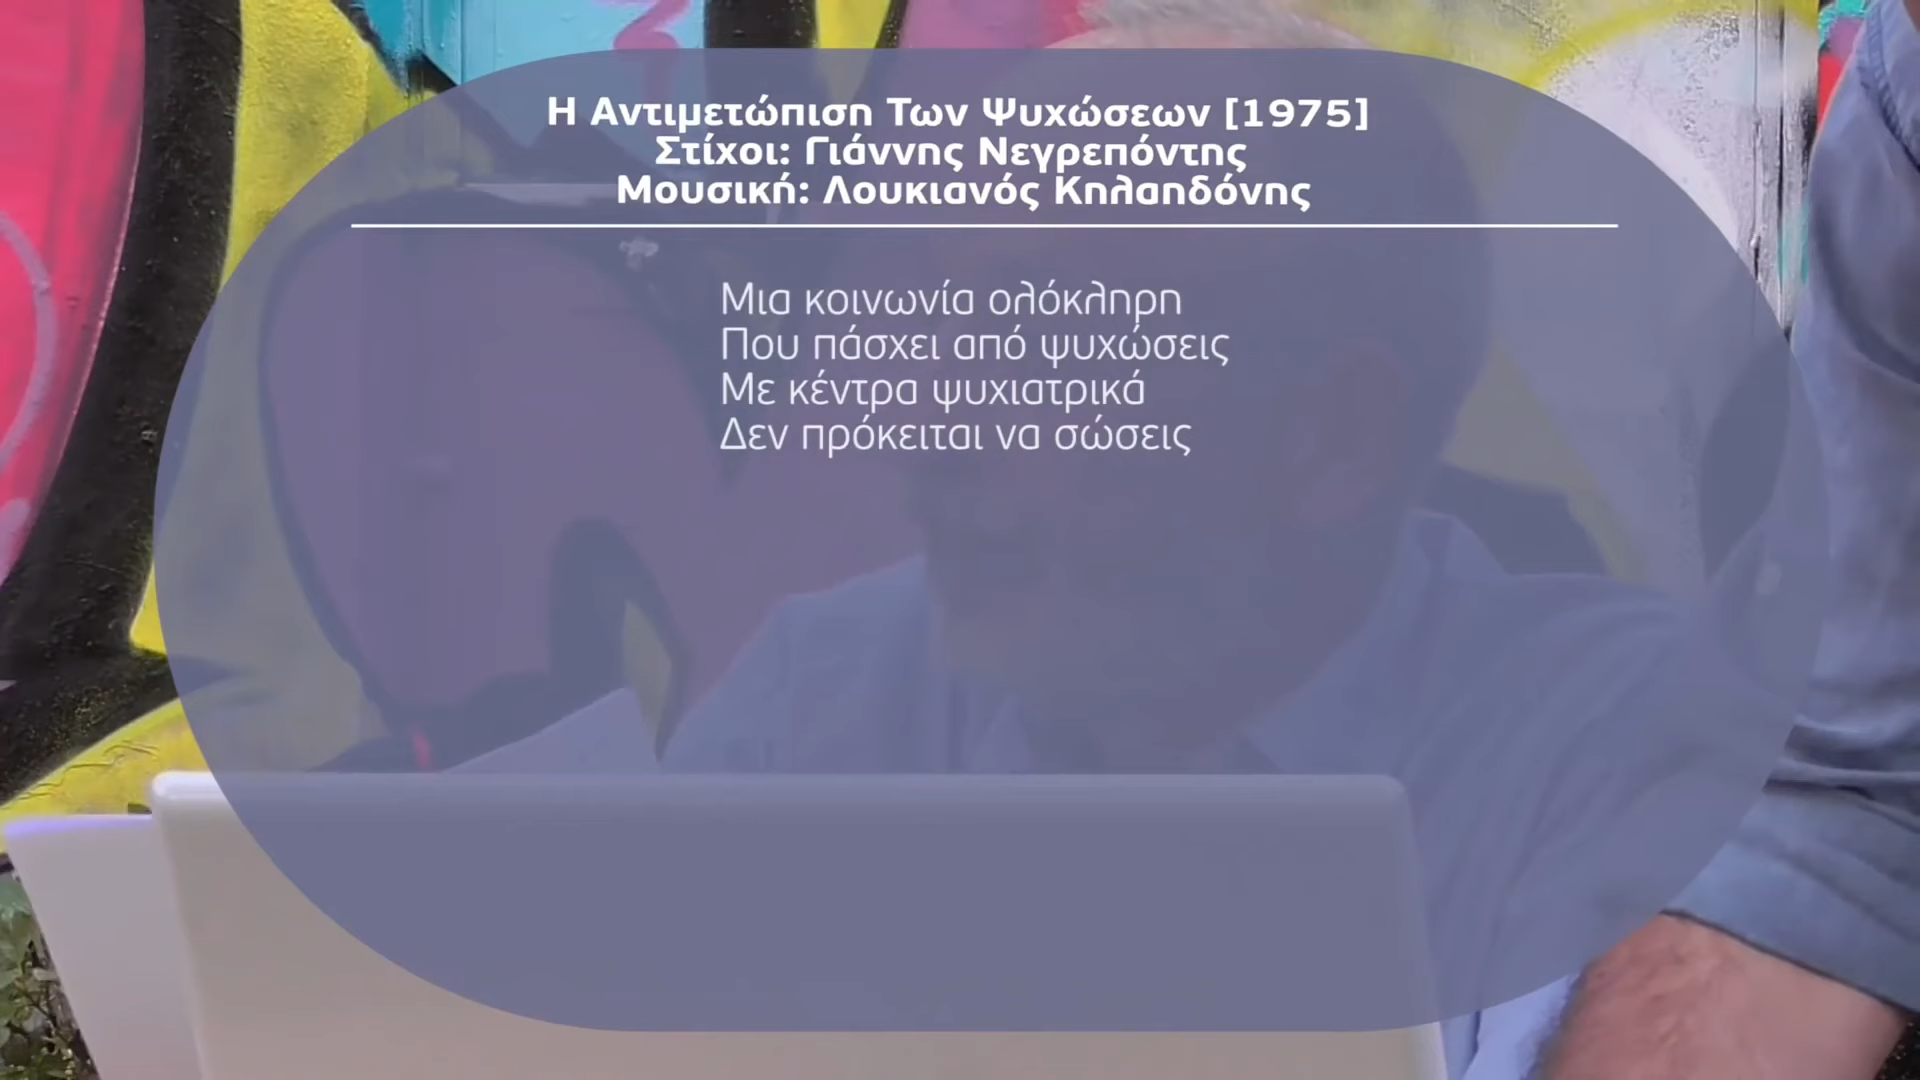 Η Αντιμετώπιση Των Ψυχώσεων [1975]
Στίχοι: Γιάννης Νεγρεπόντης
Μουσική: Λουκιανός Κηλαηδόνης
Μια κοινωνία ολόκληρη
Που πάσχει από ψυχώσεις
Με κέντρα ψυχιατρικά
Δεν πρόκειται να σώσεις